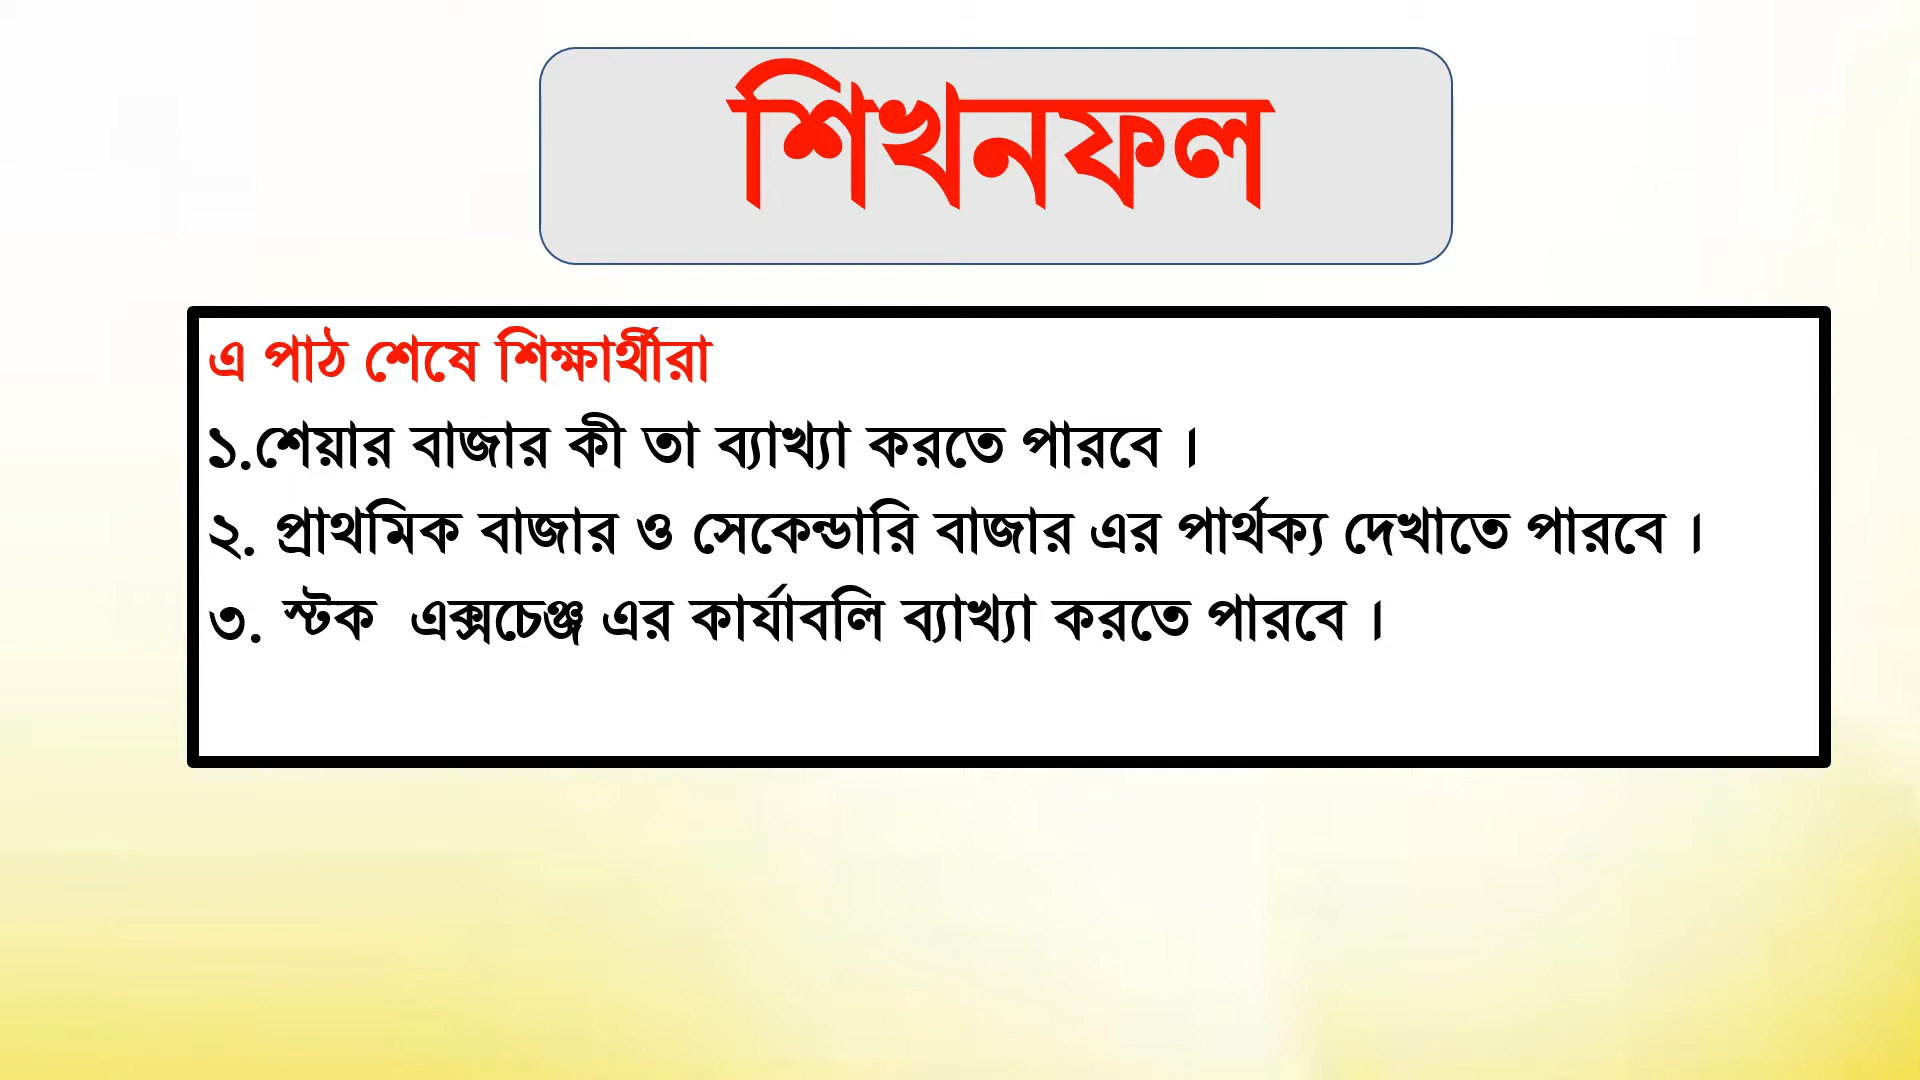 শিখনফল
এ পাঠ শেষে শিক্ষার্থীরা
১.শেয়ার বাজার কী তা ব্যাখ্যা করতে পারবে ।
২. প্রাথমিক বাজার ও সেকেন্ডারি বাজার এর পার্থক্য দেখাতে পারবে ।
৩. স্টক  এক্সচেঞ্জ এর কার্যাবলি ব্যাখ্যা করতে পারবে ।